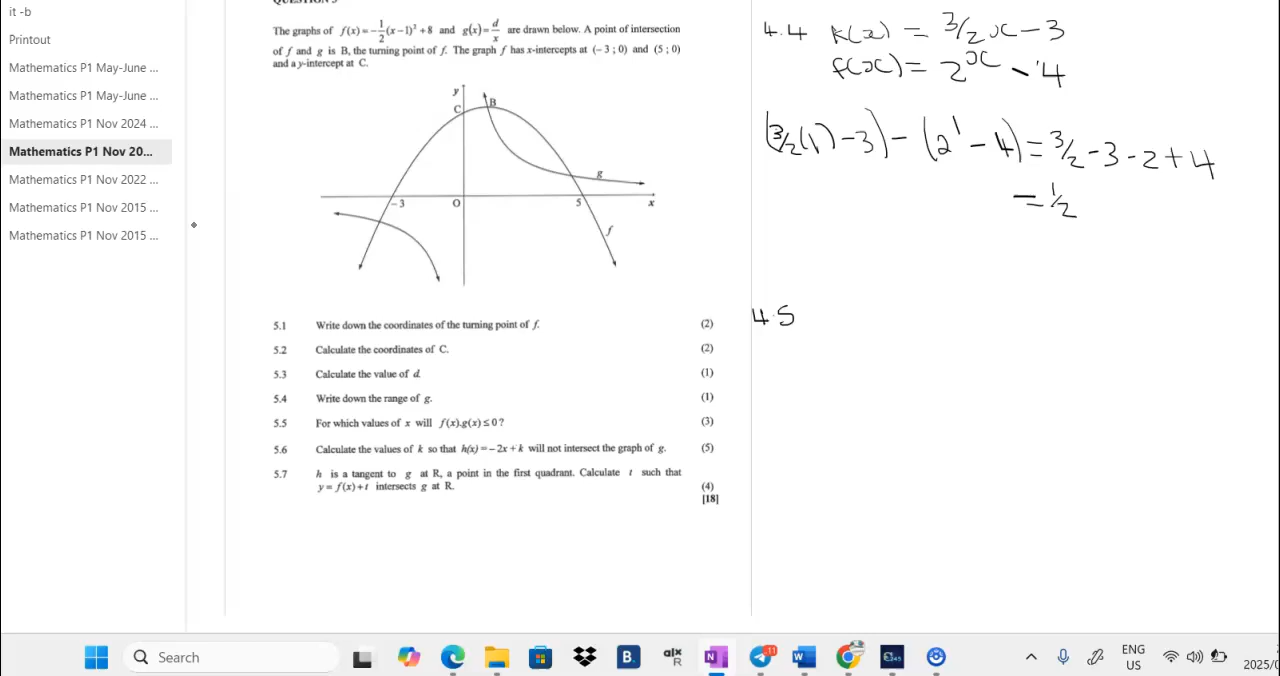 it -b
Printout
Mathematics P1 May-June ...
Mathematics P1 May-June ...
Mathematics P1 Nov 2024 ...
Mathematics P1 Nov 20...
Mathematics P1 Nov 2022 ...
Mathematics P1 Nov 2015 ...
Mathematics P1 Nov 2015 ...
The graphs of f(x) = -1/2(x-1)² + 8 and g(x) = d/x are drawn below. A point of intersection
of f and g is B, the turning point of f. The graph f has x-intercepts at (-3 ; 0) and (5 ; 0)
and a y-intercept at C.
y
C
B
g
-3
O
5
x
f
5.1 Write down the coordinates of the turning point of f. (2)
5.2 Calculate the coordinates of C. (2)
5.3 Calculate the value of d. (1)
5.4 Write down the range of g. (1)
5.5 For which values of x will f(x).g(x) ≤ 0? (3)
5.6 Calculate the values of k so that h(x) = -2x + k will not intersect the graph of g. (5)
5.7 h is a tangent to g at R, a point in the first quadrant. Calculate t such that
y = f(x) + t intersects g at R. (4)
[18]
4.4 k(x) = 3/2x - 3
f(x) = 2^x - 4
(3/2(1) - 3) - (2^1 - 4) = 3/2 - 3 - 2 + 4
= 1/2
4.5
Search
11
ENG
US
2025/0